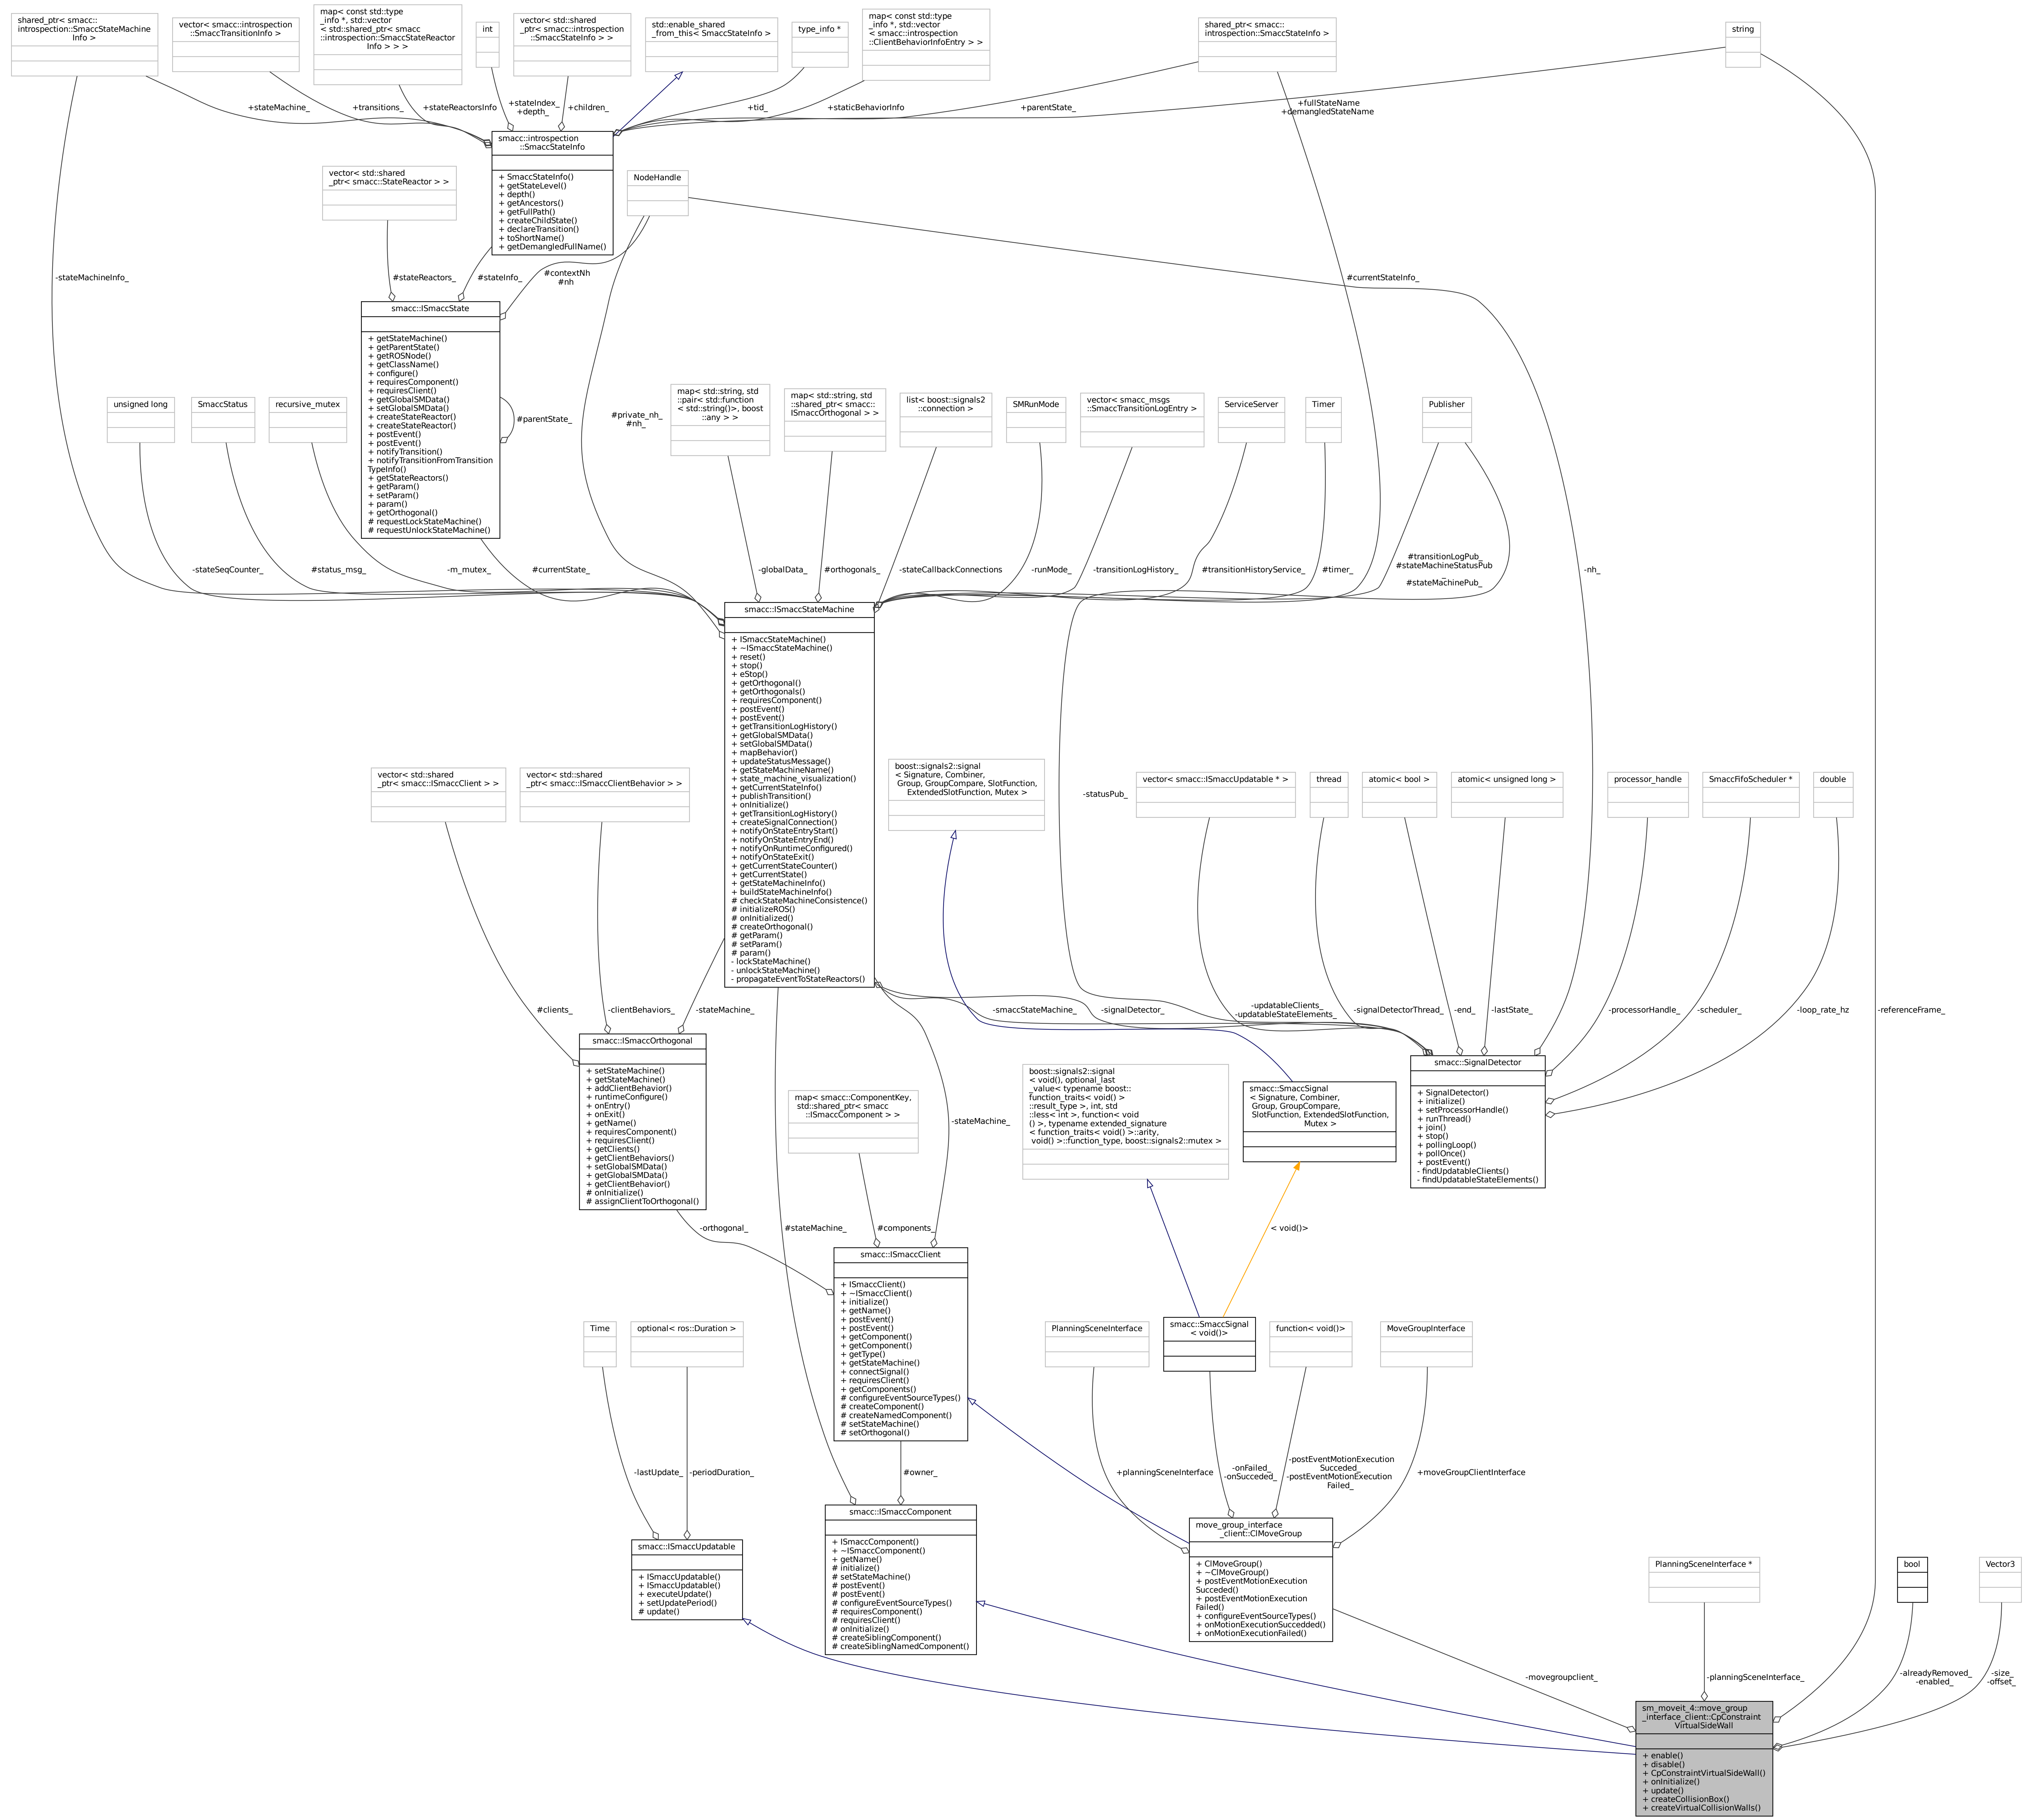 shared_ptr< smacc::
introspection::SmaccStateMachine
Info >
vector< smacc::introspection
::SmaccTransitionInfo >
map< const std::type
_info *, std::vector
< std::shared_ptr< smacc
::introspection::SmaccStateReactor
Info > > >
int
vector< std::shared
_ptr< smacc::introspection
::SmaccStateInfo > >
std::enable_shared
_from_this< SmaccStateInfo >
type_info *
map< const std::type
_info *, std::vector
< smacc::introspection
::ClientBehaviorInfoEntry > >
shared_ptr< smacc::
introspection::SmaccStateInfo >
string
+stateMachine_
+transitions_
+stateReactorsInfo
+stateIndex_
+depth_
+children_
+tid_
+staticBehaviorInfo
+parentState_
+fullStateName
+demangledStateName
smacc::introspection
::SmaccStateInfo
+ SmaccStateInfo()
+ getStateLevel()
+ depth()
+ getAncestors()
+ getFullPath()
+ createChildState()
+ declareTransition()
+ toShortName()
+ getDemangledFullName()
vector< std::shared
_ptr< smacc::StateReactor > >
NodeHandle
-stateMachineInfo_
#stateReactors_
#stateInfo_
#contextNh
#nh
#currentStateInfo_
smacc::ISmaccState
+ getStateMachine()
+ getParentState()
+ getROSNode()
+ getClassName()
+ configure()
+ requiresComponent()
+ requiresClient()
+ getGlobalSMData()
+ setGlobalSMData()
+ createStateReactor()
+ createStateReactor()
+ postEvent()
+ postEvent()
+ notifyTransition()
+ notifyTransitionFromTransition
TypeInfo()
+ getStateReactors()
+ getParam()
+ setParam()
+ param()
+ getOrthogonal()
# requestLockStateMachine()
# requestUnlockStateMachine()
#parentState_
unsigned long
SmaccStatus
recursive_mutex
#private_nh_
#nh_
map< std::string, std
::pair< std::function
< std::string()>, boost
::any > >
map< std::string, std
::shared_ptr< smacc::
ISmaccOrthogonal > >
list< boost::signals2
::connection >
SMRunMode
vector< smacc_msgs
::SmaccTransitionLogEntry >
ServiceServer
Timer
Publisher
-stateSeqCounter_
#status_msg_
-m_mutex_
#currentState_
-globalData_
#orthogonals_
-stateCallbackConnections
-runMode_
-transitionLogHistory_
#transitionHistoryService_
#timer_
#transitionLogPub_
#stateMachineStatusPub
_
#stateMachinePub_
-nh_
smacc::ISmaccStateMachine
+ ISmaccStateMachine()
+ ~ISmaccStateMachine()
+ reset()
+ stop()
+ eStop()
+ getOrthogonal()
+ getOrthogonals()
+ requiresComponent()
+ postEvent()
+ postEvent()
+ getTransitionLogHistory()
+ getGlobalSMData()
+ setGlobalSMData()
+ mapBehavior()
+ updateStatusMessage()
+ getStateMachineName()
+ state_machine_visualization()
+ getCurrentStateInfo()
+ publishTransition()
+ onInitialize()
+ getTransitionLogHistory()
+ createSignalConnection()
+ notifyOnStateEntryStart()
+ notifyOnStateEntryEnd()
+ notifyOnRuntimeConfigured()
+ notifyOnStateExit()
+ getCurrentStateCounter()
+ getCurrentState()
+ getStateMachineInfo()
+ buildStateMachineInfo()
# checkStateMachineConsistence()
# initializeROS()
# onInitialized()
# createOrthogonal()
# getParam()
# setParam()
# param()
- lockStateMachine()
- unlockStateMachine()
- propagateEventToStateReactors()
vector< std::shared
_ptr< smacc::ISmaccClient > >
vector< std::shared
_ptr< smacc::ISmaccClientBehavior > >
boost::signals2::signal
< Signature, Combiner,
Group, GroupCompare, SlotFunction,
ExtendedSlotFunction, Mutex >
-statusPub_
vector< smacc::ISmaccUpdatable * >
thread
atomic< bool >
atomic< unsigned long >
processor_handle
SmaccFifoScheduler *
double
#clients_
-clientBehaviors_
-stateMachine_
-smaccStateMachine_
-signalDetector_
-updatableClients_
-updatableStateElements_
-signalDetectorThread_
-end_
-lastState_
-processorHandle_
-scheduler_
-loop_rate_hz
-referenceFrame_
smacc::ISmaccOrthogonal
+ setStateMachine()
+ getStateMachine()
+ addClientBehavior()
+ runtimeConfigure()
+ onEntry()
+ onExit()
+ getName()
+ requiresComponent()
+ requiresClient()
+ getClients()
+ getClientBehaviors()
+ setGlobalSMData()
+ getGlobalSMData()
+ getClientBehavior()
# onInitialize()
# assignClientToOrthogonal()
smacc::SignalDetector
+ SignalDetector()
+ initialize()
+ setProcessorHandle()
+ runThread()
+ join()
+ stop()
+ pollingLoop()
+ pollOnce()
+ postEvent()
- findUpdatableClients()
- findUpdatableStateElements()
map< smacc::ComponentKey,
std::shared_ptr< smacc
::ISmaccComponent > >
-stateMachine_
boost::signals2::signal
< void(), optional_last
_value< typename boost::
function_traits< void() >
::result_type >, int, std
::less< int >, function< void
() >, typename extended_signature
< function_traits< void() >::arity,
void() >::function_type, boost::signals2::mutex >
smacc::SmaccSignal
< Signature, Combiner,
Group, GroupCompare,
SlotFunction, ExtendedSlotFunction,
Mutex >
-orthogonal_
#stateMachine_
#components_
< void()>
smacc::ISmaccClient
+ ISmaccClient()
+ ~ISmaccClient()
+ initialize()
+ getName()
+ postEvent()
+ postEvent()
+ getComponent()
+ getComponent()
+ getType()
+ getStateMachine()
+ connectSignal()
+ requiresClient()
+ getComponents()
# configureEventSourceTypes()
# createComponent()
# createNamedComponent()
# setStateMachine()
# setOrthogonal()
Time
optional< ros::Duration >
PlanningSceneInterface
smacc::SmaccSignal
< void()>
function< void()>
MoveGroupInterface
-lastUpdate_
-periodDuration_
#owner_
+planningSceneInterface
-onFailed_
-onSucceded_
-postEventMotionExecution
Succeded_
-postEventMotionExecution
Failed_
+moveGroupClientInterface
smacc::ISmaccUpdatable
+ ISmaccUpdatable()
+ ISmaccUpdatable()
+ executeUpdate()
+ setUpdatePeriod()
# update()
smacc::ISmaccComponent
+ ISmaccComponent()
+ ~ISmaccComponent()
+ getName()
# initialize()
# setStateMachine()
# postEvent()
# postEvent()
# configureEventSourceTypes()
# requiresComponent()
# requiresClient()
# onInitialize()
# createSiblingComponent()
# createSiblingNamedComponent()
move_group_interface
_client::ClMoveGroup
+ ClMoveGroup()
+ ~ClMoveGroup()
+ postEventMotionExecution
Succeded()
+ postEventMotionExecution
Failed()
+ configureEventSourceTypes()
+ onMotionExecutionSuccedded()
+ onMotionExecutionFailed()
PlanningSceneInterface *
bool
Vector3
-movegroupclient_
-planningSceneInterface_
-alreadyRemoved_
-enabled_
-size_
-offset_
sm_moveit_4::move_group
_interface_client::CpConstraint
VirtualSideWall
+ enable()
+ disable()
+ CpConstraintVirtualSideWall()
+ onInitialize()
+ update()
+ createCollisionBox()
+ createVirtualCollisionWalls()